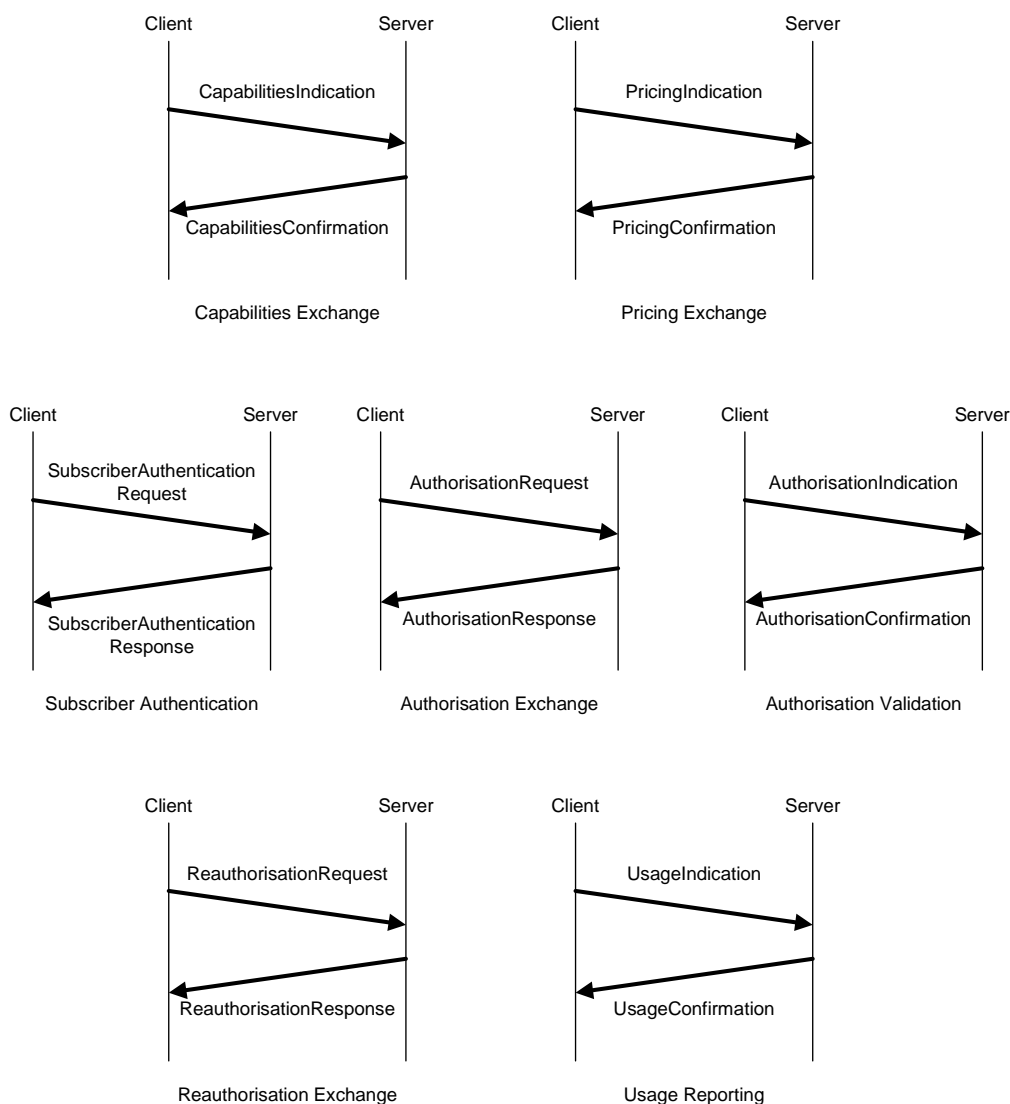 Client Server Client Server
CapabilitiesIndication PricingIndication
CapabilitiesConfirmation PricingConfirmation
Capabilities Exchange Pricing Exchange
Client Server Client Server Client Server
SubscriberAuthentication
Request AuthorisationRequest AuthorisationIndication
SubscriberAuthentication
Response AuthorisationResponse AuthorisationConfirmation
Subscriber Authentication Authorisation Exchange Authorisation Validation
Client Server Client Server
ReauthorisationRequest UsageIndication
ReauthorisationResponse UsageConfirmation
Reauthorisation Exchange Usage Reporting